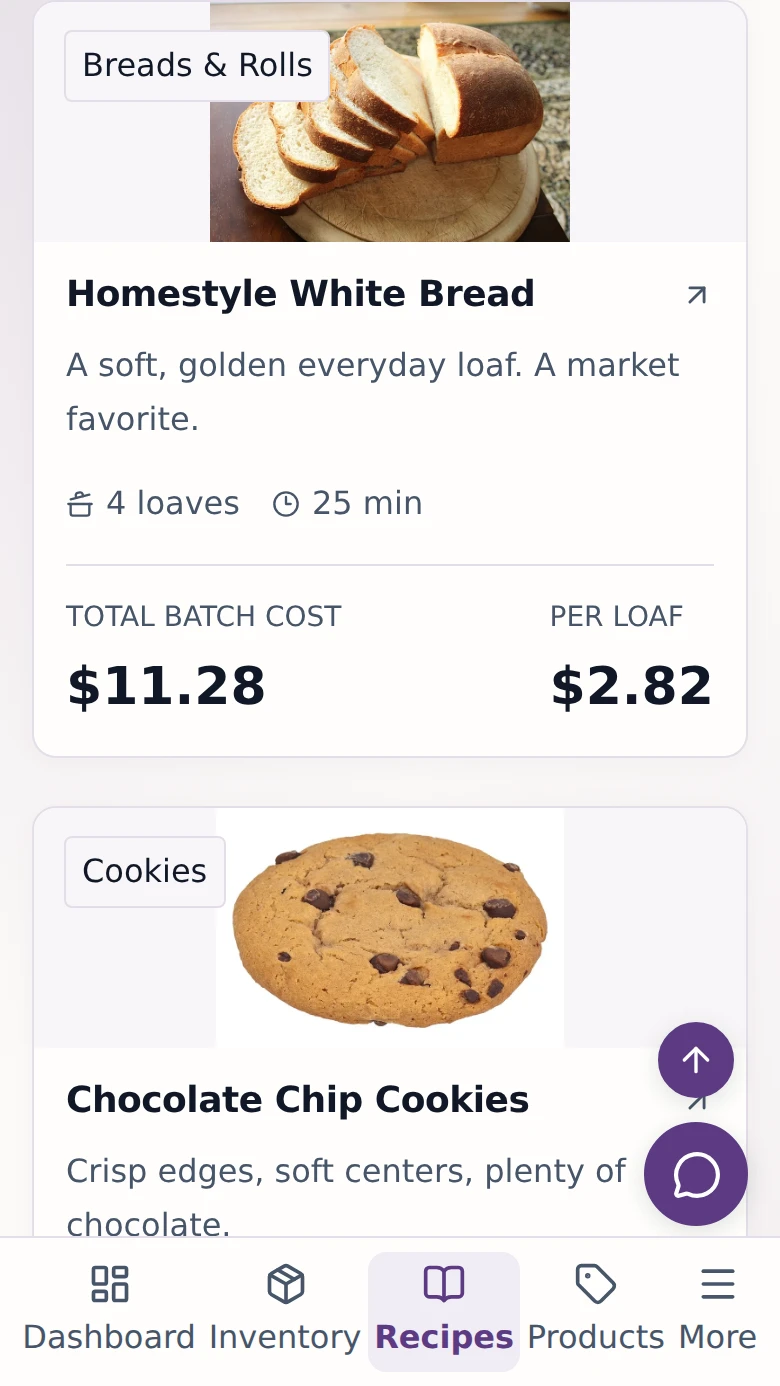 Breads & Rolls
Homestyle White Bread
A soft, golden everyday loaf. A market
favorite.
4 loaves 25 min
TOTAL BATCH COST PER LOAF
$11.28 $2.82
Cookies
Chocolate Chip Cookies
Crisp edges, soft centers, plenty of
chocolate.
Dashboard Inventory Recipes Products More